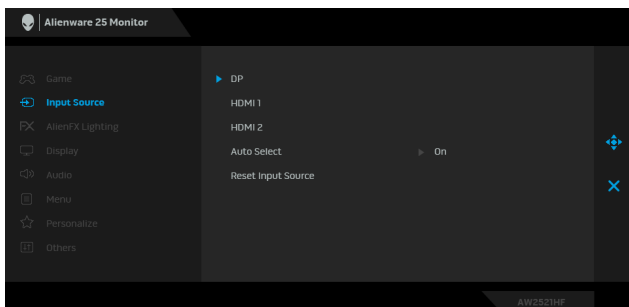 Alienware 25 Monitor
Game
Input Source
AlienFX Lighting
Display
Audio
Menu
Personalize
Others
DP
HDMI 1
HDMI 2
Auto Select On
Reset Input Source
AW2521HF